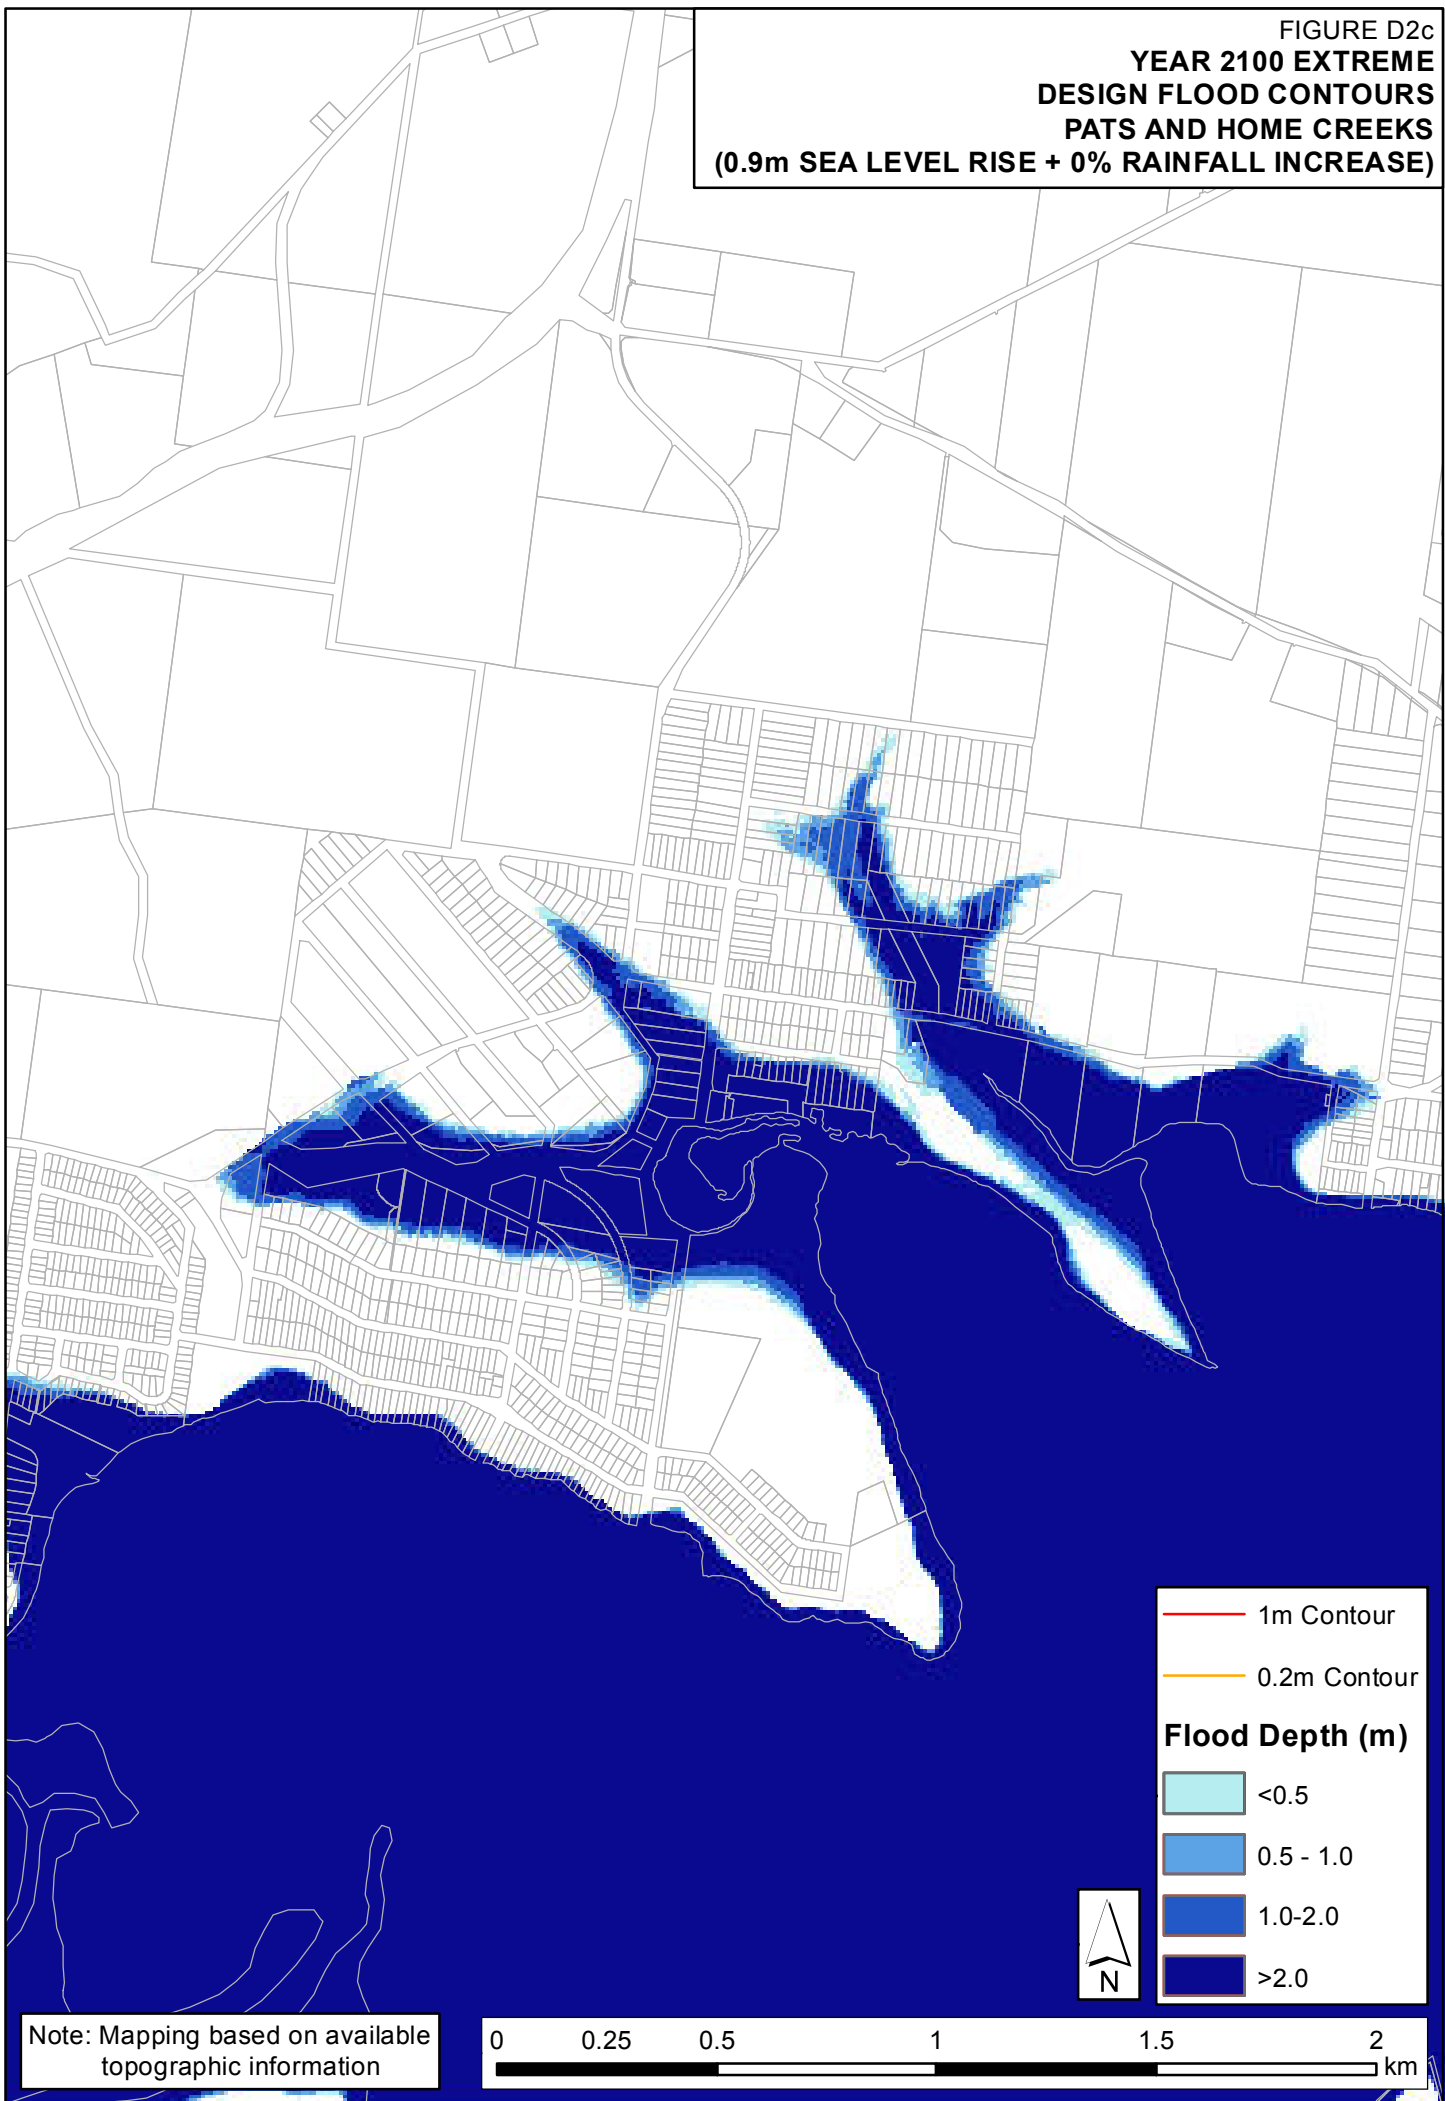 FIGURE D2c
YEAR 2100 EXTREME
DESIGN FLOOD CONTOURS
PATS AND HOME CREEKS
(0.9m SEA LEVEL RISE + 0% RAINFALL INCREASE)
1m Contour
0.2m Contour
Flood Depth (m)
<0.5
0.5 - 1.0
1.0-2.0
>2.0
N
Note: Mapping based on available
topographic information
0 0.25 0.5 1 1.5 2
km